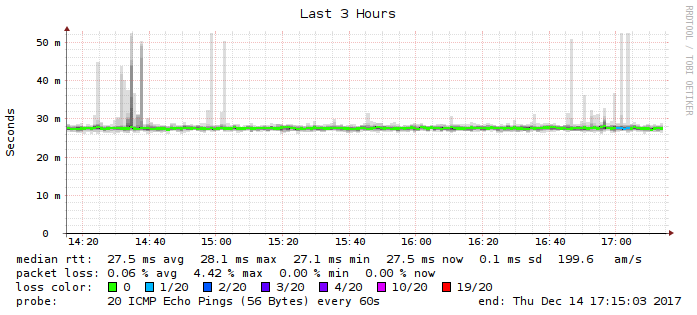 Last 3 Hours
RRDTOOL / TOBI OETIKER
Seconds
50 m
40 m
30 m
20 m
10 m
0
14:20 14:40 15:00 15:20 15:40 16:00 16:20 16:40 17:00
median rtt: 27.5 ms avg 28.1 ms max 27.1 ms min 27.5 ms now 0.1 ms sd 199.6 am/s
packet loss: 0.06 % avg 4.42 % max 0.00 % min 0.00 % now
loss color: 0 1/20 2/20 3/20 4/20 10/20 19/20
probe: 20 ICMP Echo Pings (56 Bytes) every 60s end: Thu Dec 14 17:15:03 2017